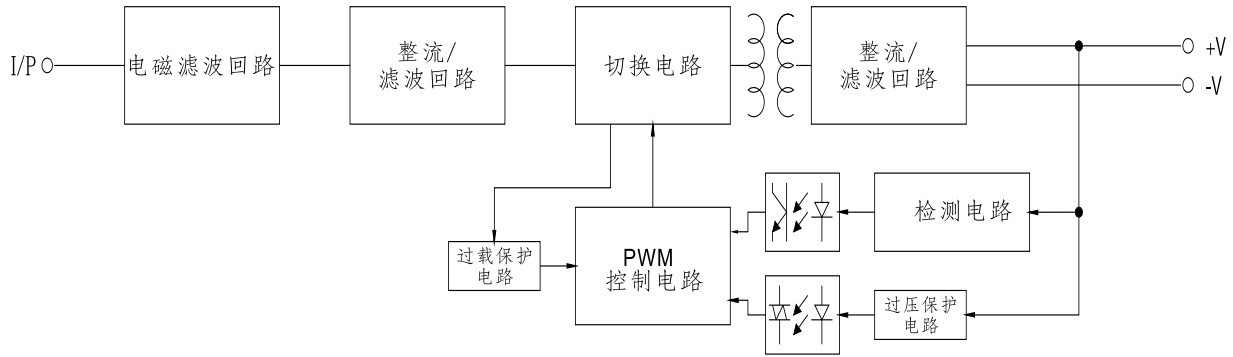 I/P
电磁滤波回路
整流/
滤波回路
切换电路
整流/
滤波回路
+V
-V
检测电路
过载保护
电路
PWM
控制电路
过压保护
电路